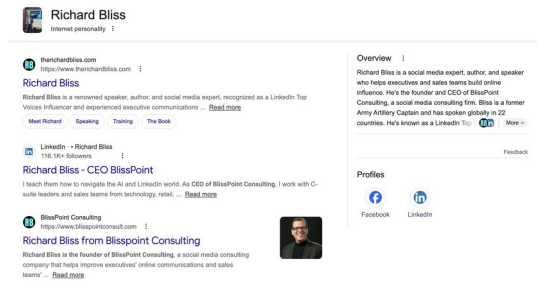 Richard Bliss
Internet personality
therichardbliss.com
https://www.therichardbliss.com
Richard Bliss
Richard Bliss is a renowned speaker, author, and social media expert, recognized as a LinkedIn Top
Voices Influencer and experienced executive communications ... Read more
Meet Richard Speaking Training The Book
LinkedIn · • Richard Bliss
116.1K+ followers
Richard Bliss - CEO BlissPoint
I teach them how to navigate the AI and LinkedIn world. As CEO of BlissPoint Consulting, I work with C-
suite leaders and sales teams from technology, retail, ... Read more
BlissPoint Consulting
https://www.blisspointconsult.com
Richard Bliss from Blisspoint Consulting
Richard Bliss is the founder of BlissPoint Consulting, a social media consulting
company that helps improve executives' online communications and sales
teams' ... Read more
Overview
Richard Bliss is a social media expert, author, and speaker
who helps executives and sales teams build online
influence. He's the founder and CEO of BlissPoint
Consulting, a social media consulting firm. Bliss is a former
Army Artillery Captain and has spoken globally in 22
countries. He's known as a LinkedIn Top
More
Feedback
Profiles
Facebook LinkedIn